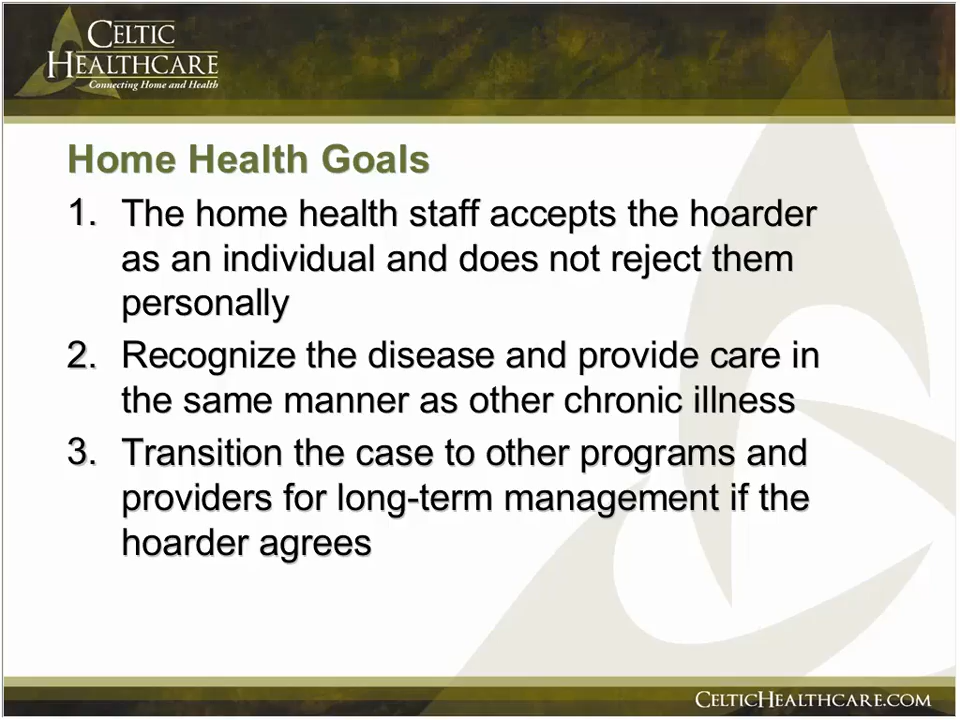 CELTIC
HEALTHCARE
Connecting Home and Health
Home Health Goals
1. The home health staff accepts the hoarder
as an individual and does not reject them
personally
2. Recognize the disease and provide care in
the same manner as other chronic illness
3. Transition the case to other programs and
providers for long-term management if the
hoarder agrees
CELTICHEALTHCARE.COM